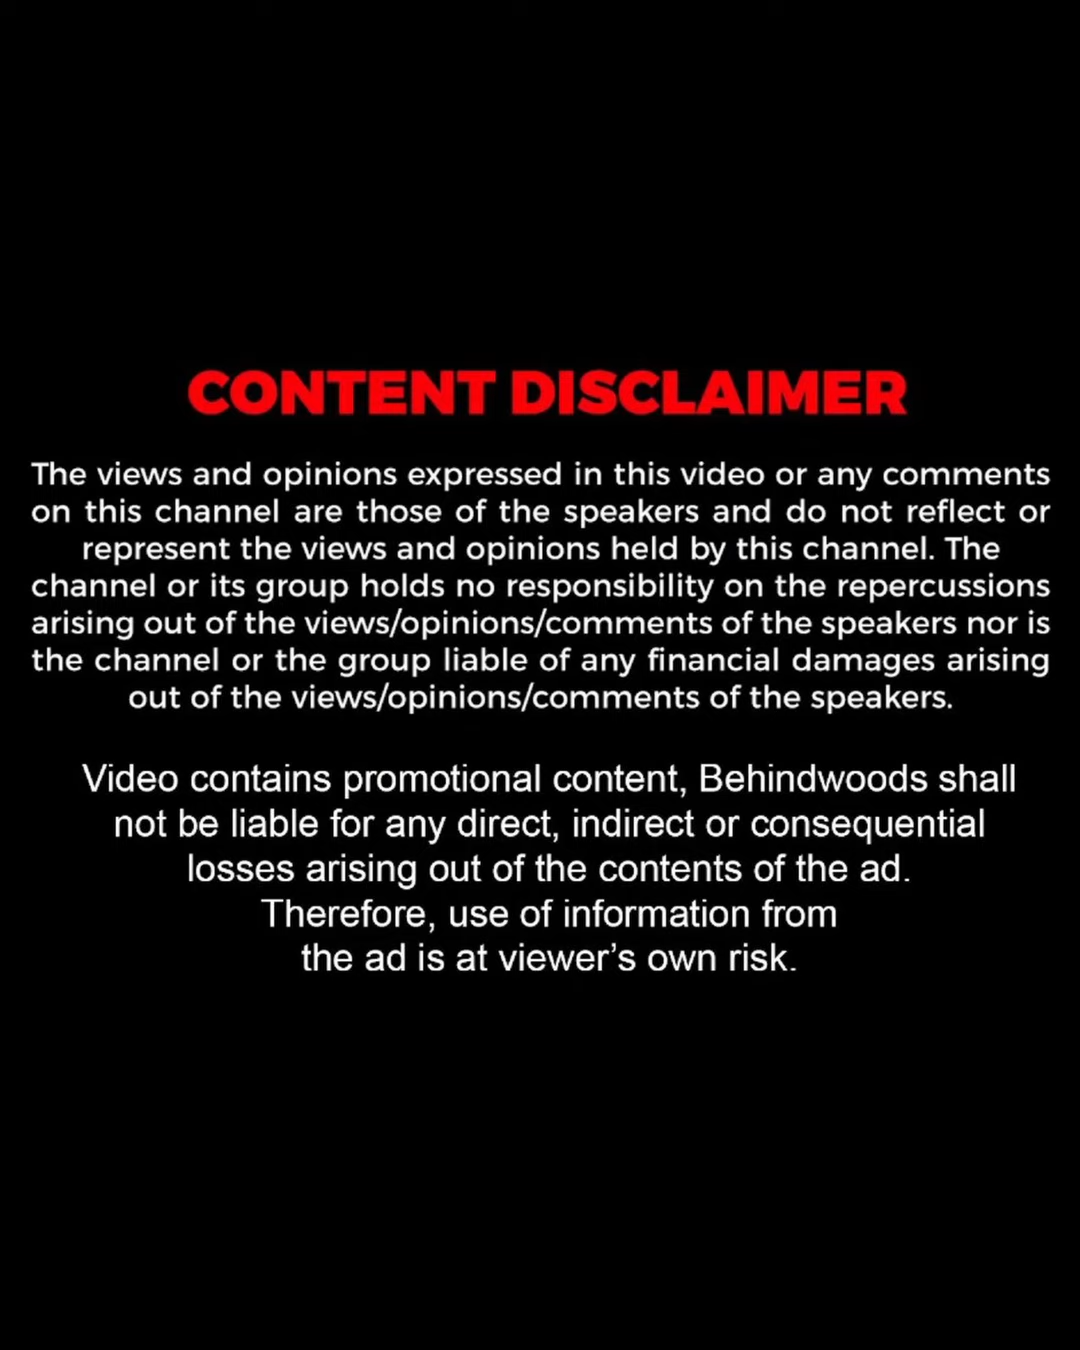 CONTENT DISCLAIMER
The views and opinions expressed in this video or any comments
on this channel are those of the speakers and do not reflect or
represent the views and opinions held by this channel. The
channel or its group holds no responsibility on the repercussions
arising out of the views/opinions/comments of the speakers nor is
the channel or the group liable of any financial damages arising
out of the views/opinions/comments of the speakers.
Video contains promotional content, Behindwoods shall
not be liable for any direct, indirect or consequential
losses arising out of the contents of the ad.
Therefore, use of information from
the ad is at viewer’s own risk.